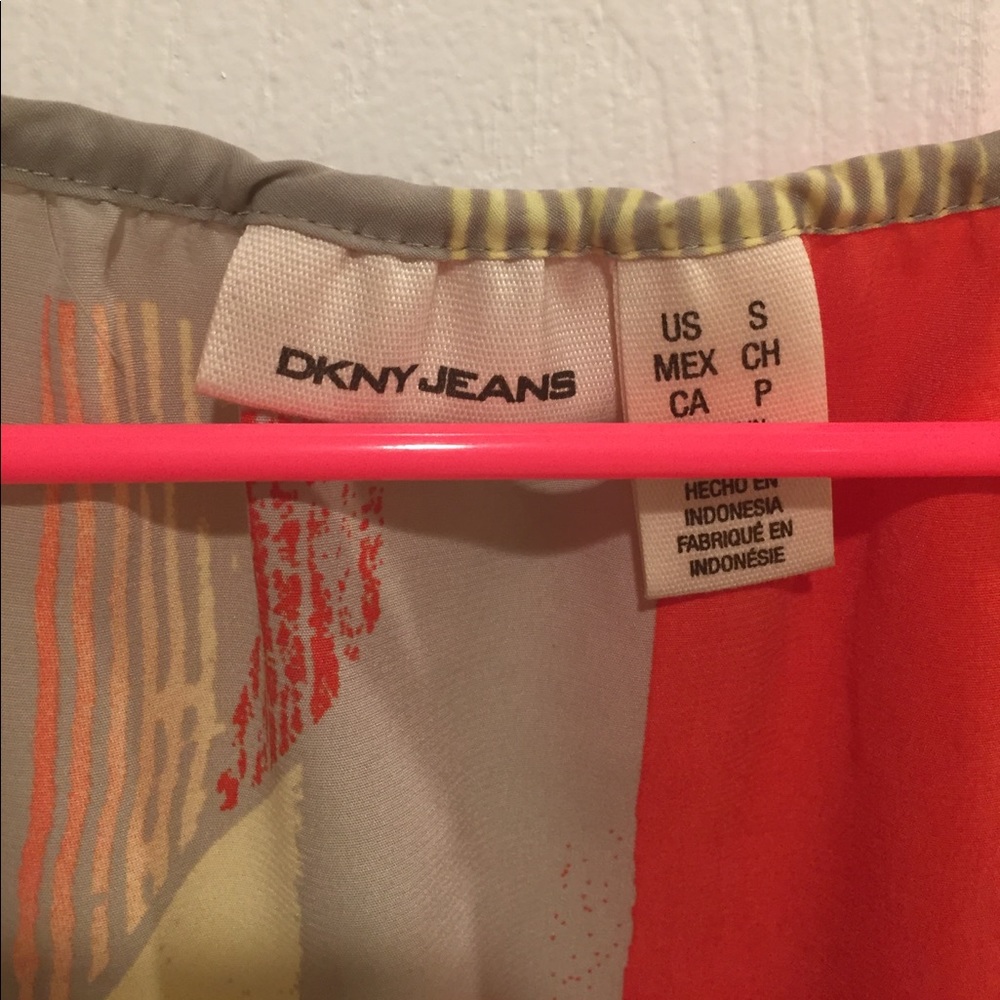 DKNY JEANS
US S
MEX CH
CA P
HECHO EN
INDONESIA
FABRIQUÉ EN
INDONÉSIE